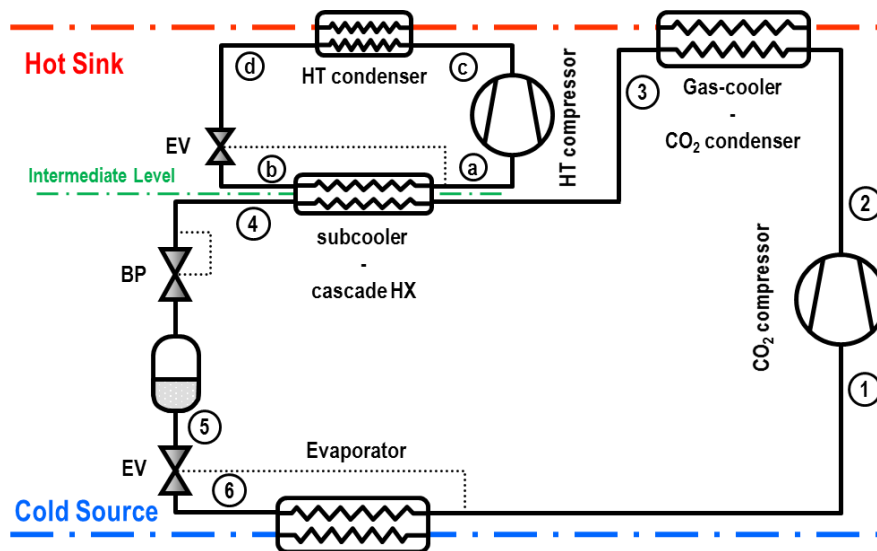 Hot Sink
d
HT condenser
c
3
Gas-cooler
-
CO₂ condenser
EV
HT compressor
b
a
Intermediate Level
4
subcooler
-
cascade HX
2
BP
CO₂ compressor
1
5
Evaporator
EV
6
Cold Source